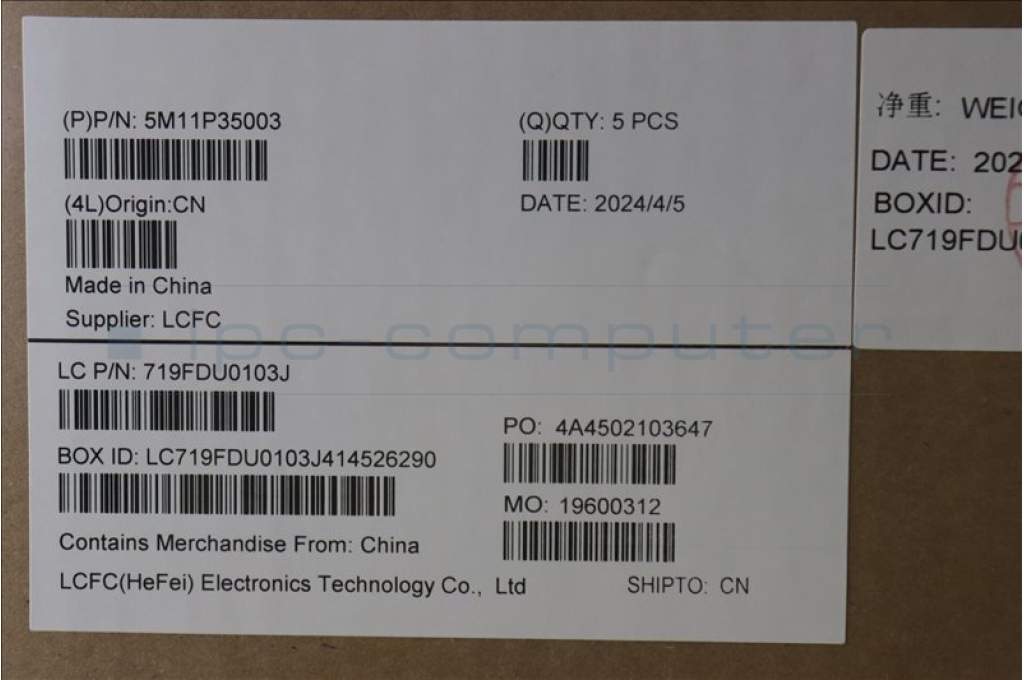 (P)P/N: 5M11P35003
(Q)QTY: 5 PCS
(4L)Origin:CN
DATE: 2024/4/5
Made in China
Supplier: LCFC
ipc-computer
LC P/N: 719FDU0103J
PO: 4A4502103647
BOX ID: LC719FDU0103J414526290
MO: 19600312
Contains Merchandise From: China
LCFC(HeFei) Electronics Technology Co., Ltd
SHIPTO: CN
净重:
DATE: 202
BOXID:
LC719FDU